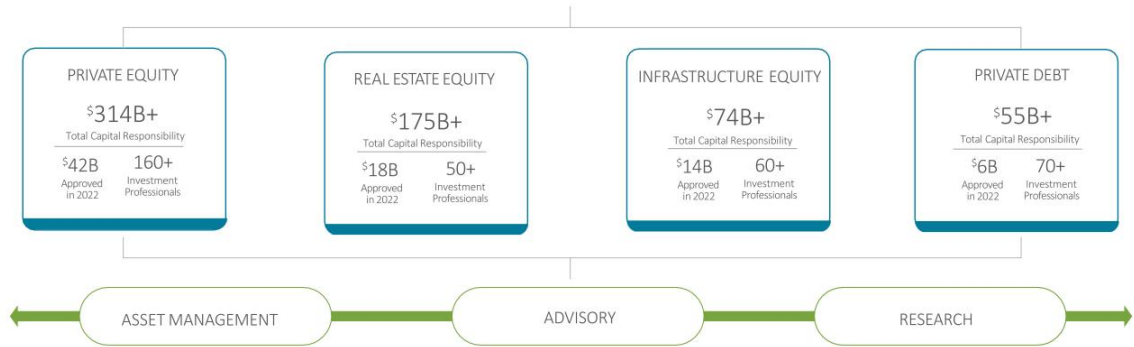 PRIVATE EQUITY
$314B+
Total Capital Responsibility
$42B
Approved
in 2022
160+
Investment
Professionals
REAL ESTATE EQUITY
$175B+
Total Capital Responsibility
$18B
Approved
in 2022
50+
Investment
Professionals
INFRASTRUCTURE EQUITY
$74B+
Total Capital Responsibility
$14B
Approved
in 2022
60+
Investment
Professionals
PRIVATE DEBT
$55B+
Total Capital Responsibility
$6B
Approved
in 2022
70+
Investment
Professionals
ASSET MANAGEMENT
ADVISORY
RESEARCH